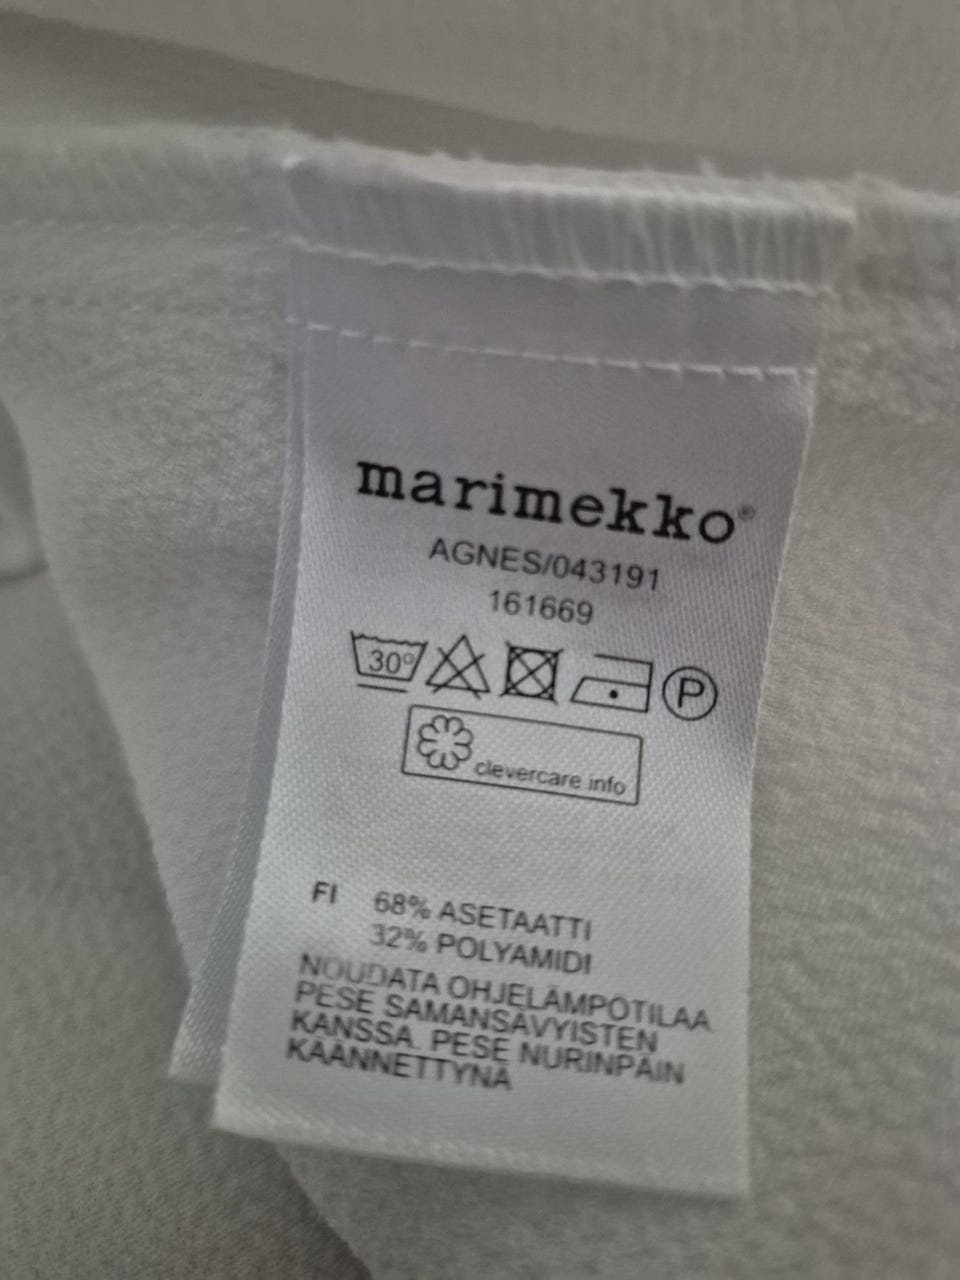 marimekko®
AGNES/043191
161669
30°
P
clevercare.info
FI 68% ASETAATTI
32% POLYAMIDI
NOUDATA OHJELÄMPÖTILAA
PESE SAMANSÄVYISTEN
KANSSA. PESE NURINPÄIN
KÄÄNNETTYNÄ